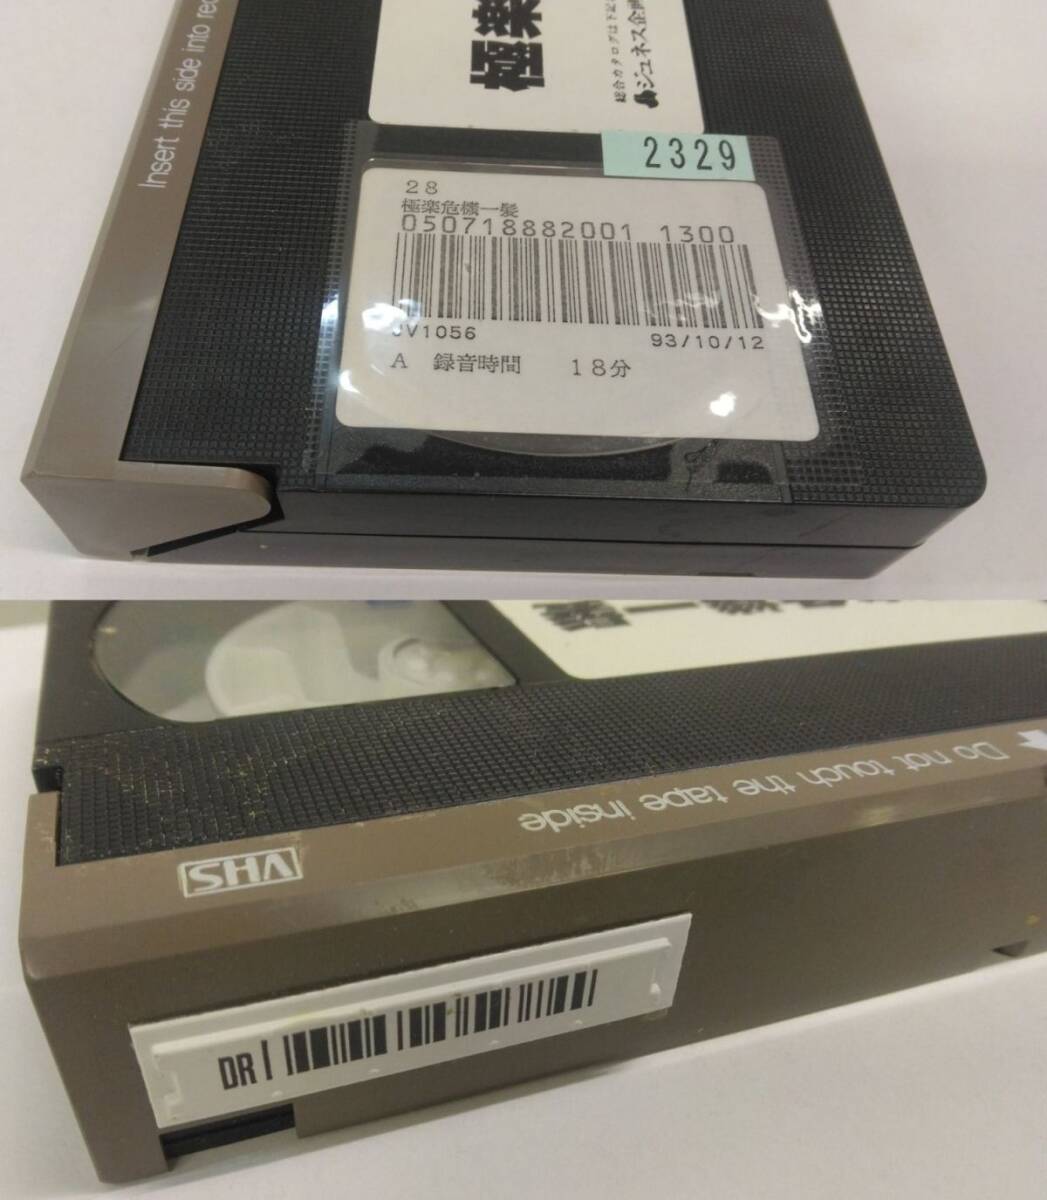 Insert this side into rec
極楽
総合カタログは下記
ジュネス企画
2329
28
極楽危機一髪
050718882001 1300
JV1056 93/10/12
A 録音時間 18分
Do not touch the tape inside
VHS
DR I